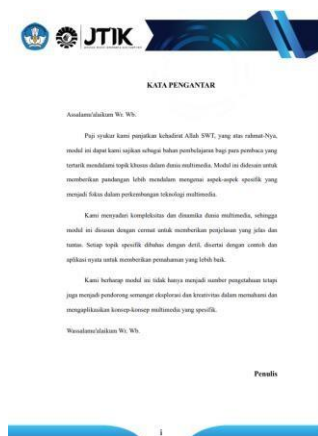 JTIK
KATA PENGANTAR
Assalamu'alaikum Wr. Wb.
Puji syukur kami panjatkan kehadirat Allah SWT, yang atas rahmat-Nya,
modul ini dapat kami sajikan sebagai bahan pembelajaran bagi para pembaca yang
tertarik mendalami topik khusus dalam dunia multimedia. Modul ini didesain untuk
memberikan pandangan lebih mendalam mengenai aspek-aspek spesifik yang
menjadi fokus dalam perkembangan teknologi multimedia.
Kami menyadari kompleksitas dan dinamika dunia multimedia, sehingga
modul ini disusun dengan cermat untuk memberikan penjelasan yang jelas dan
tuntas. Setiap topik spesifik dibahas dengan detil, disertai dengan contoh dan
aplikasi nyata untuk memberikan pemahaman yang lebih baik.
Kami berharap modul ini tidak hanya menjadi sumber pengetahuan tetapi
juga menjadi pendorong semangat eksplorasi dan kreativitas dalam memahami dan
mengaplikasikan konsep-konsep multimedia yang spesifik.
Wassalamu'alaikum Wr. Wb.
Penulis
i